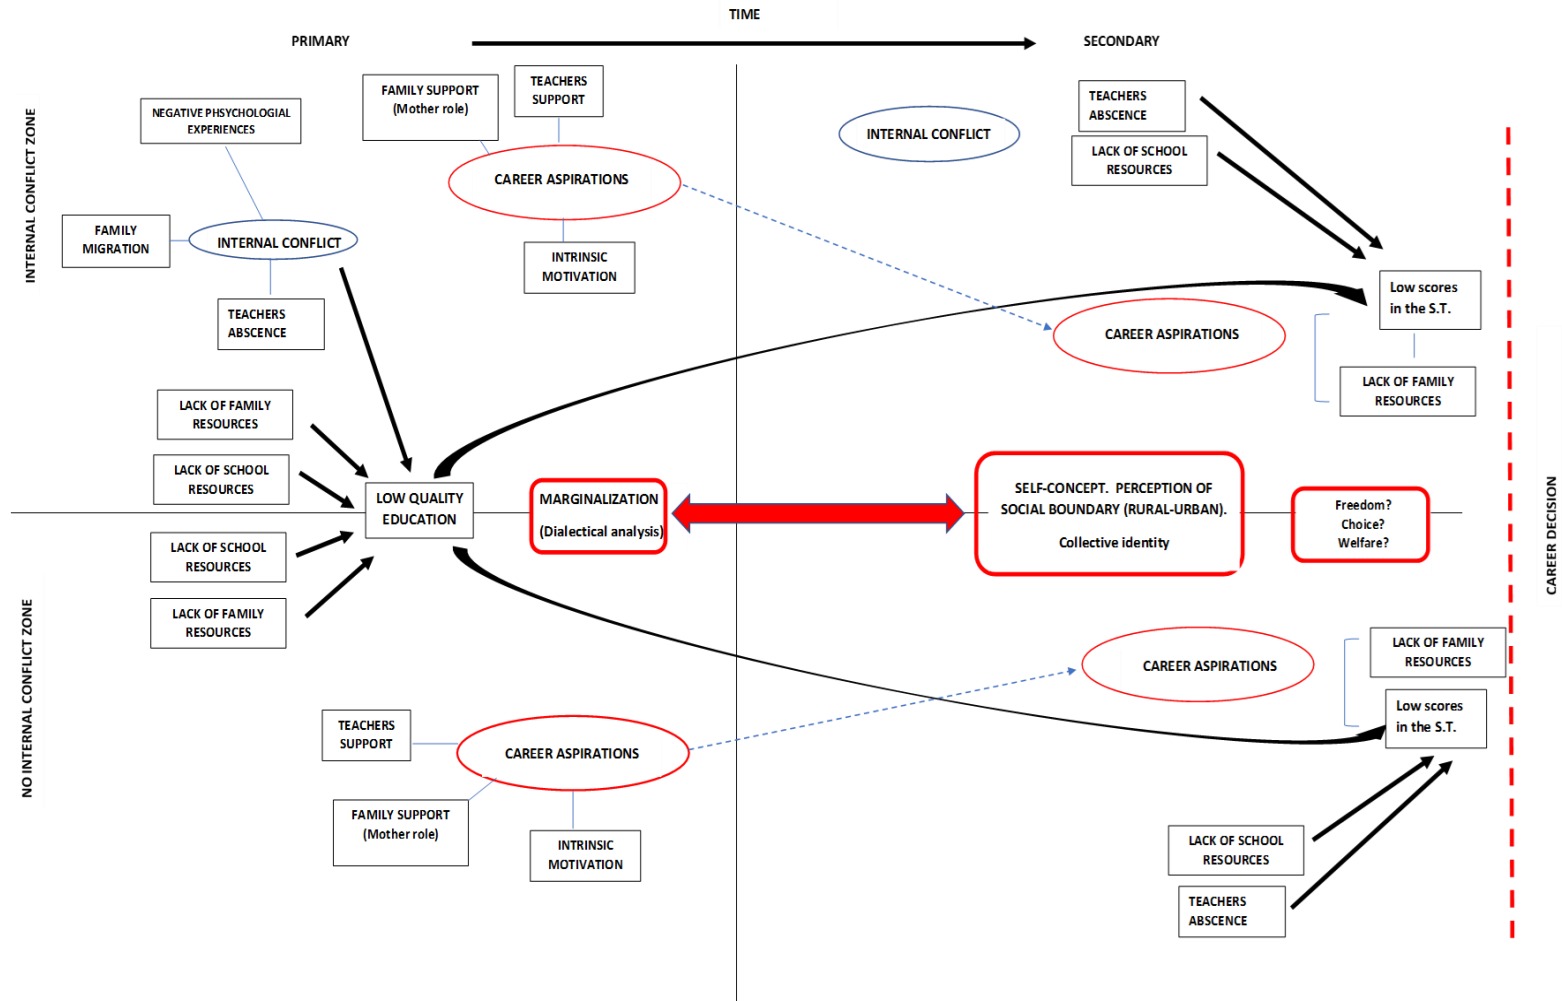 TIME
PRIMARY
SECONDARY
INTERNAL CONFLICT ZONE
NEGATIVE PHSYCHOLOGIAL
EXPERIENCES
FAMILY SUPPORT
(Mother role)
TEACHERS
SUPPORT
CAREER ASPIRATIONS
INTRINSIC
MOTIVATION
FAMILY
MIGRATION
INTERNAL CONFLICT
TEACHERS
ABSCENCE
INTERNAL CONFLICT
TEACHERS
ABSCENCE
LACK OF SCHOOL
RESOURCES
Low scores
in the S.T.
CAREER ASPIRATIONS
LACK OF FAMILY
RESOURCES
LACK OF FAMILY
RESOURCES
LACK OF SCHOOL
RESOURCES
LOW QUALITY
EDUCATION
MARGINALIZATION
(Dialectical analysis)
SELF-CONCEPT.  PERCEPTION OF
SOCIAL BOUNDARY (RURAL-URBAN).
Collective identity
Freedom?
Choice?
Welfare?
CAREER DECISION
LACK OF SCHOOL
RESOURCES
LACK OF FAMILY
RESOURCES
NO INTERNAL CONFLICT ZONE
TEACHERS
SUPPORT
CAREER ASPIRATIONS
FAMILY SUPPORT
(Mother role)
INTRINSIC
MOTIVATION
CAREER ASPIRATIONS
LACK OF FAMILY
RESOURCES
Low scores
in the S.T.
LACK OF SCHOOL
RESOURCES
TEACHERS
ABSCENCE